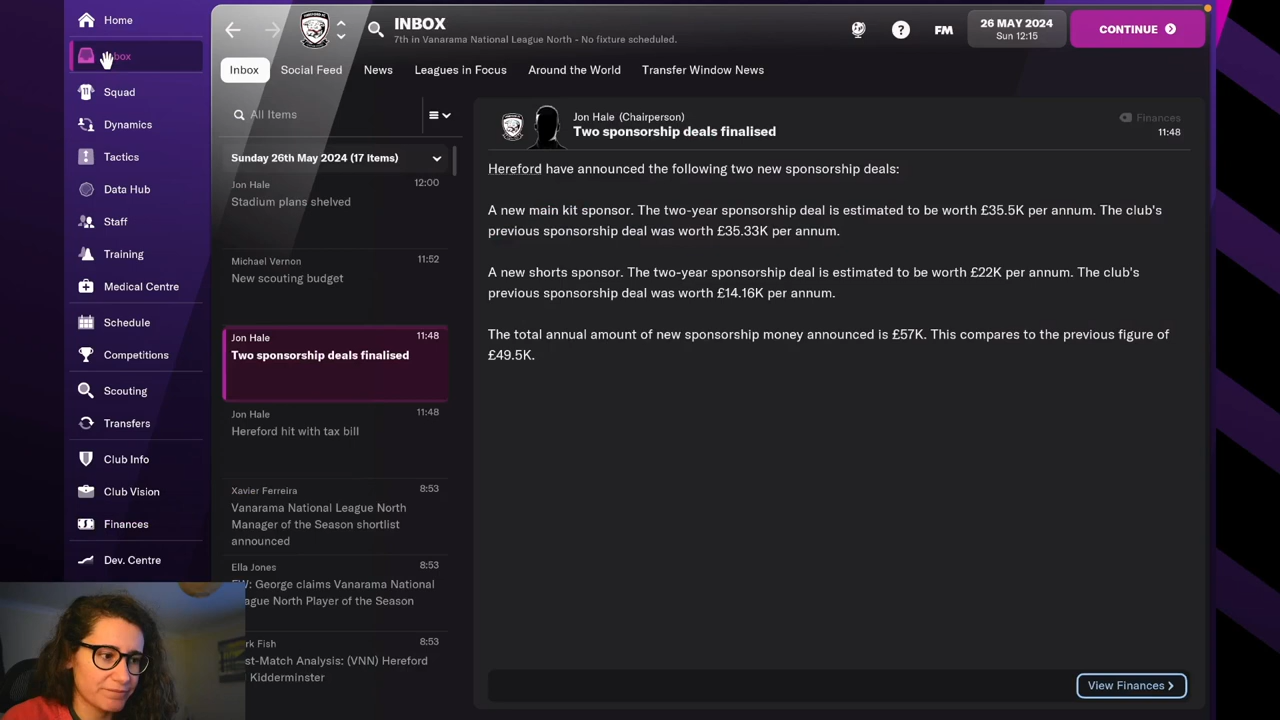 Home
INBOX
7th in Vanarama National League North - No fixture scheduled.
?
FM
26 MAY 2024
Sun 12:15
CONTINUE
Squad
Dynamics
Tactics
Data Hub
Staff
Training
Medical Centre
Schedule
Competitions
Scouting
Transfers
Club Info
Club Vision
Finances
Dev. Centre
Inbox
Social Feed
News
Leagues in Focus
Around the World
Transfer Window News
All Items
Sunday 26th May 2024 (17 Items)
Jon Hale
12:00
Stadium plans shelved
Michael Vernon
11:52
New scouting budget
Jon Hale
11:48
Two sponsorship deals finalised
Jon Hale
11:48
Hereford hit with tax bill
Xavier Ferreira
8:53
Vanarama National League North
Manager of the Season shortlist
announced
Ella Jones
8:53
FW: George claims Vanarama National
League North Player of the Season
Fish
8:53
st-Match Analysis: (VNN) Hereford
Kidderminster
Jon Hale (Chairperson)
Two sponsorship deals finalised
Finances
11:48
Hereford have announced the following two new sponsorship deals:
A new main kit sponsor. The two-year sponsorship deal is estimated to be worth £35.5K per annum. The club's
previous sponsorship deal was worth £35.33K per annum.
A new shorts sponsor. The two-year sponsorship deal is estimated to be worth £22K per annum. The club's
previous sponsorship deal was worth £14.16K per annum.
The total annual amount of new sponsorship money announced is £57K. This compares to the previous figure of
£49.5K.
View Finances